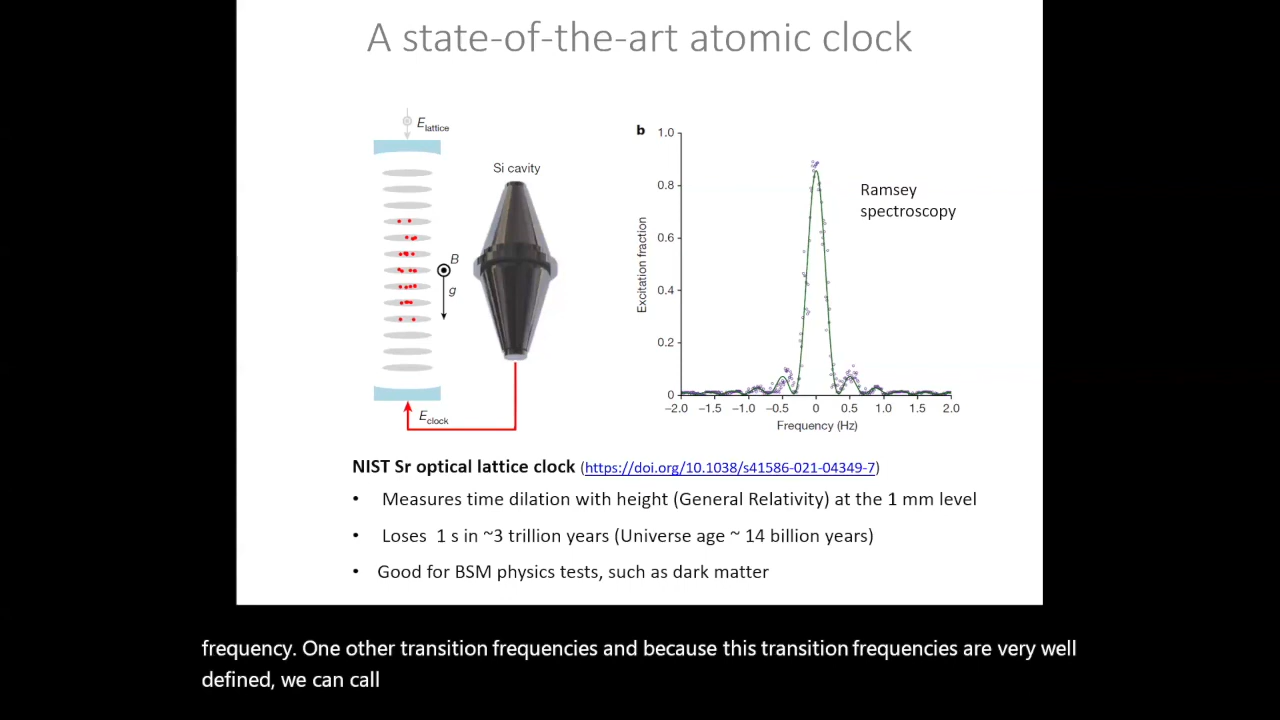 A state-of-the-art atomic clock
E lattice
Si cavity
B
g
E clock
b
1.0
0.8
0.6
0.4
0.2
0
Excitation fraction
Ramsey
spectroscopy
−2.0 −1.5 −1.0 −0.5 0 0.5 1.0 1.5 2.0
Frequency (Hz)
NIST Sr optical lattice clock (https://doi.org/10.1038/s41586-021-04349-7)
• Measures time dilation with height (General Relativity) at the 1 mm level
• Loses 1 s in ~3 trillion years (Universe age ~ 14 billion years)
• Good for BSM physics tests, such as dark matter
frequency. One other transition frequencies and because this transition frequencies are very well
defined, we can call